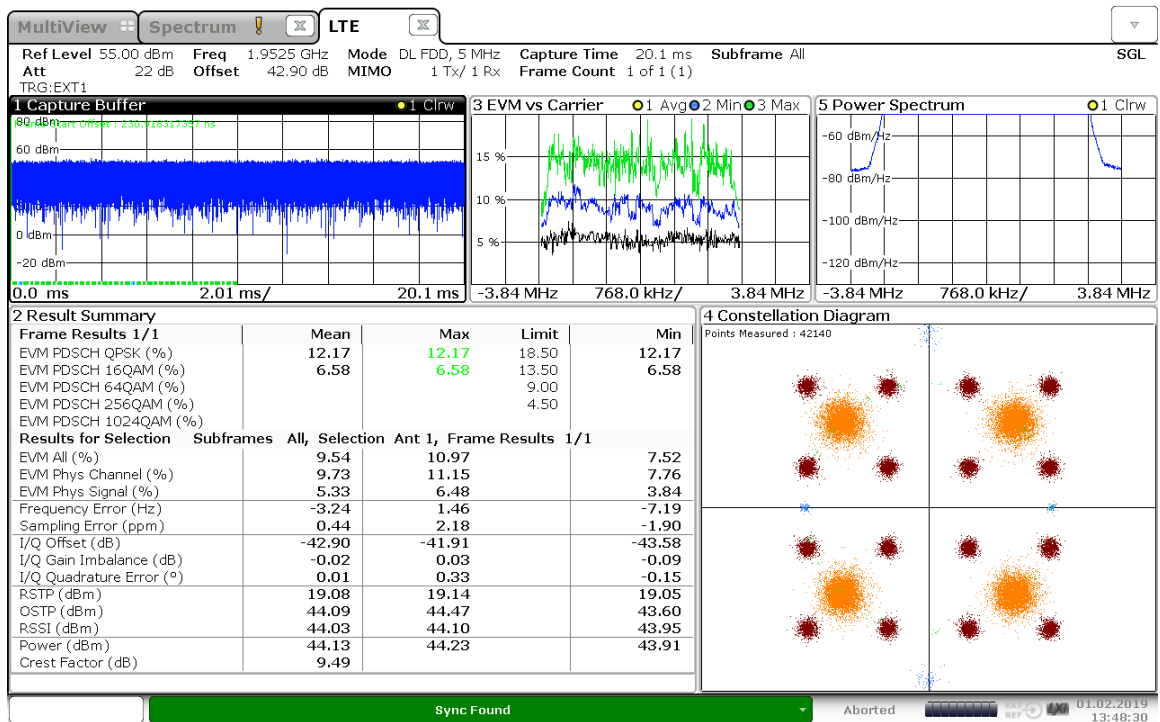 MultiView Spectrum LTE
Ref Level 55.00 dBm Freq 1.9525 GHz Mode DL FDD, 5 MHz Capture Time 20.1 ms Subframe All SGL
Att 22 dB Offset 42.90 dB MIMO 1 Tx/ 1 Rx Frame Count 1 of 1 (1)
TRG:EXT1
1 Capture Buffer 1 Clrw
80 dBm
60 dBm
0 dBm
-20 dBm
0.0 ms 2.01 ms/ 20.1 ms
3 EVM vs Carrier 1 Avg 2 Min 3 Max
15 %
10 %
5 %
-3.84 MHz 768.0 kHz/ 3.84 MHz
5 Power Spectrum 1 Clrw
-60 dBm/Hz
-80 dBm/Hz
-100 dBm/Hz
-120 dBm/Hz
-3.84 MHz 768.0 kHz/ 3.84 MHz
2 Result Summary
Frame Results 1/1 Mean Max Limit Min
EVM PDSCH QPSK (%) 12.17 12.17 18.50 12.17
EVM PDSCH 16QAM (%) 6.58 6.58 13.50 6.58
EVM PDSCH 64QAM (%) 9.00
EVM PDSCH 256QAM (%) 4.50
EVM PDSCH 1024QAM (%)
Results for Selection Subframes All, Selection Ant 1, Frame Results 1/1
EVM All (%) 9.54 10.97 7.52
EVM Phys Channel (%) 9.73 11.15 7.76
EVM Phys Signal (%) 5.33 6.48 3.84
Frequency Error (Hz) -3.24 1.46 -7.19
Sampling Error (ppm) 0.44 2.18 -1.90
I/Q Offset (dB) -42.90 -41.91 -43.58
I/Q Gain Imbalance (dB) -0.02 0.03 -0.09
I/Q Quadrature Error (º) 0.01 0.33 -0.15
RSTP (dBm) 19.08 19.14 19.05
OSTP (dBm) 44.09 44.47 43.60
RSSI (dBm) 44.03 44.10 43.95
Power (dBm) 44.13 44.23 43.91
Crest Factor (dB) 9.49
4 Constellation Diagram
Points Measured : 42140
Sync Found
Aborted
01.02.2019
13:48:30